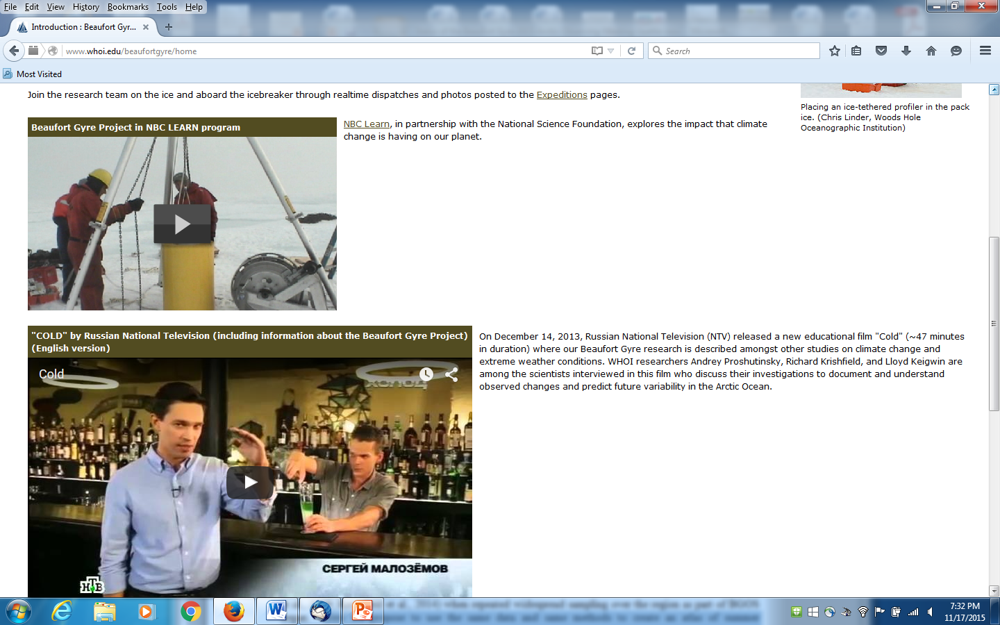 File Edit View History Bookmarks Tools Help
Introduction : Beaufort Gyr...
www.whoi.edu/beaufortgyre/home
Search
Most Visited
Join the research team on the ice and aboard the icebreaker through realtime dispatches and photos posted to the Expeditions pages.
Placing an ice-tethered profiler in the pack
ice. (Chris Linder, Woods Hole
Oceanographic Institution)
Beaufort Gyre Project in NBC LEARN program
NBC Learn, in partnership with the National Science Foundation, explores the impact that climate
change is having on our planet.
"COLD" by Russian National Television (including information about the Beaufort Gyre Project)
(English version)
On December 14, 2013, Russian National Television (NTV) released a new educational film "Cold" (~47 minutes
in duration) where our Beaufort Gyre research is described amongst other studies on climate change and
extreme weather conditions. WHOI researchers Andrey Proshutinsky, Richard Krishfield, and Lloyd Keigwin are
among the scientists interviewed in this film who discuss their investigations to document and understand
observed changes and predict future variability in the Arctic Ocean.
Cold
ХОЛОД
СЕРГЕЙ МАЛОЗЁМОВ
НТВ
7:32 PM
11/17/2015